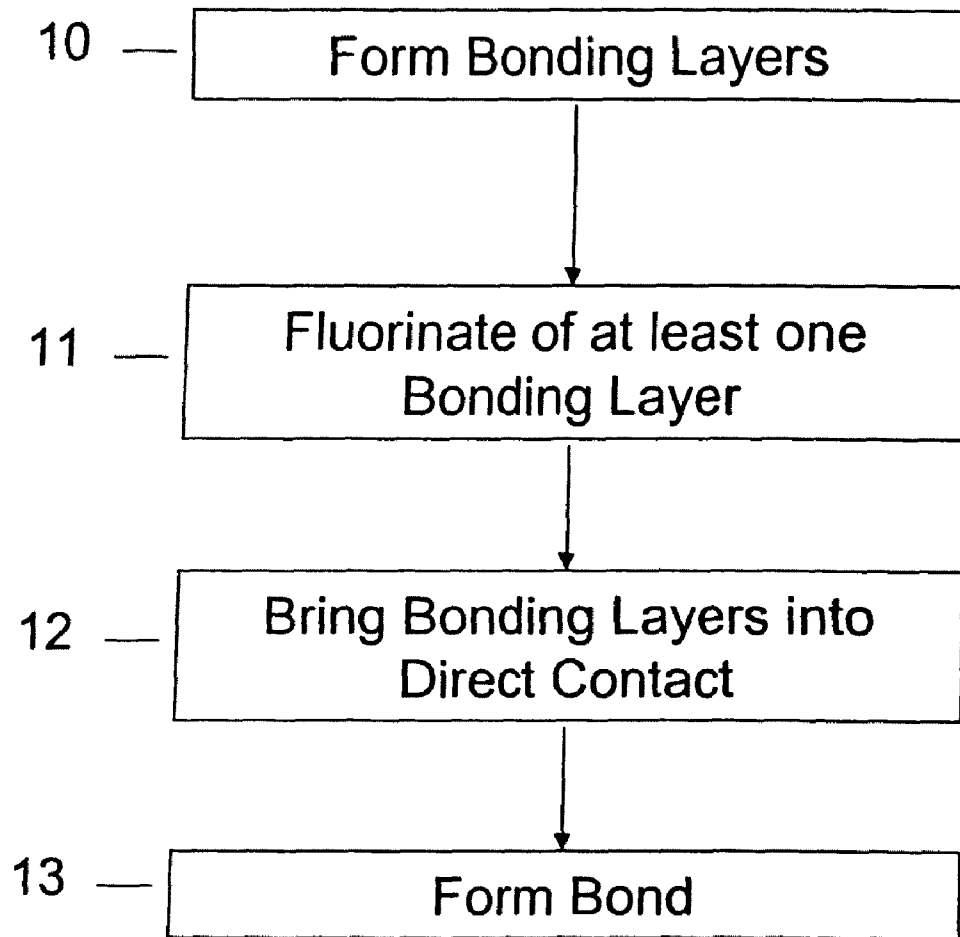 10
Form Bonding Layers
11
Fluorinate of at least one
Bonding Layer
12
Bring Bonding Layers into
Direct Contact
13
Form Bond